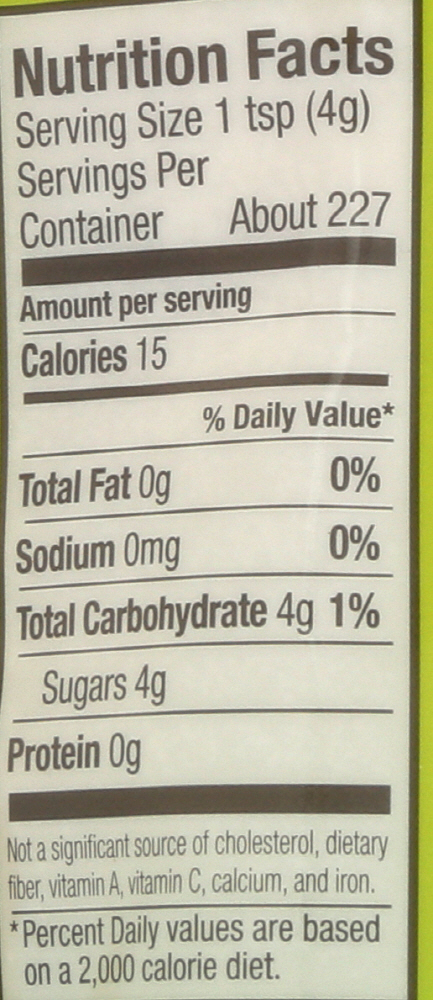 Nutrition Facts
Serving Size 1 tsp (4g)
Servings Per
Container About 227
Amount per serving
Calories 15
% Daily Value*
Total Fat 0g 0%
Sodium 0mg 0%
Total Carbohydrate 4g 1%
Sugars 4g
Protein 0g
Not a significant source of cholesterol, dietary
fiber, vitamin A, vitamin C, calcium, and iron.
*Percent Daily values are based
on a 2,000 calorie diet.